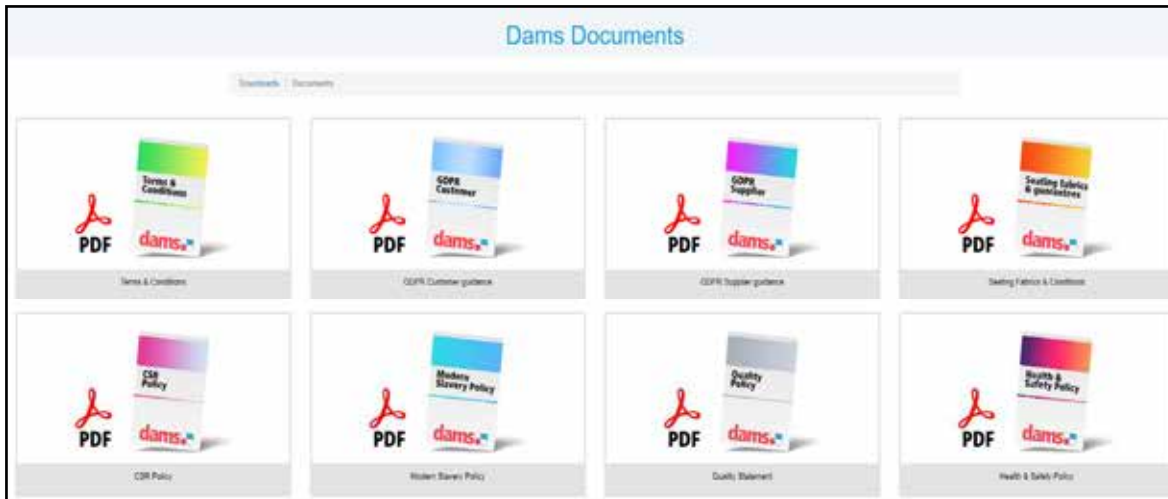 Dams Documents
Downloads Documents
Terms &
Conditions
PDF
dams.
Terms & Conditions
GDPR
Customer
PDF
dams.
GDPR Customer guidance
GDPR
Supplier
PDF
dams.
GDPR Supplier guidance
Seating fabrics
& guarantees
PDF
dams.
Seating Fabrics & Conditions
CSR
Policy
PDF
dams.
CSR Policy
Modern
Slavery Policy
PDF
dams.
Modern Slavery Policy
Quality
Policy
PDF
dams.
Quality Statement
Health &
Safety Policy
PDF
dams.
Health & Safety Policy